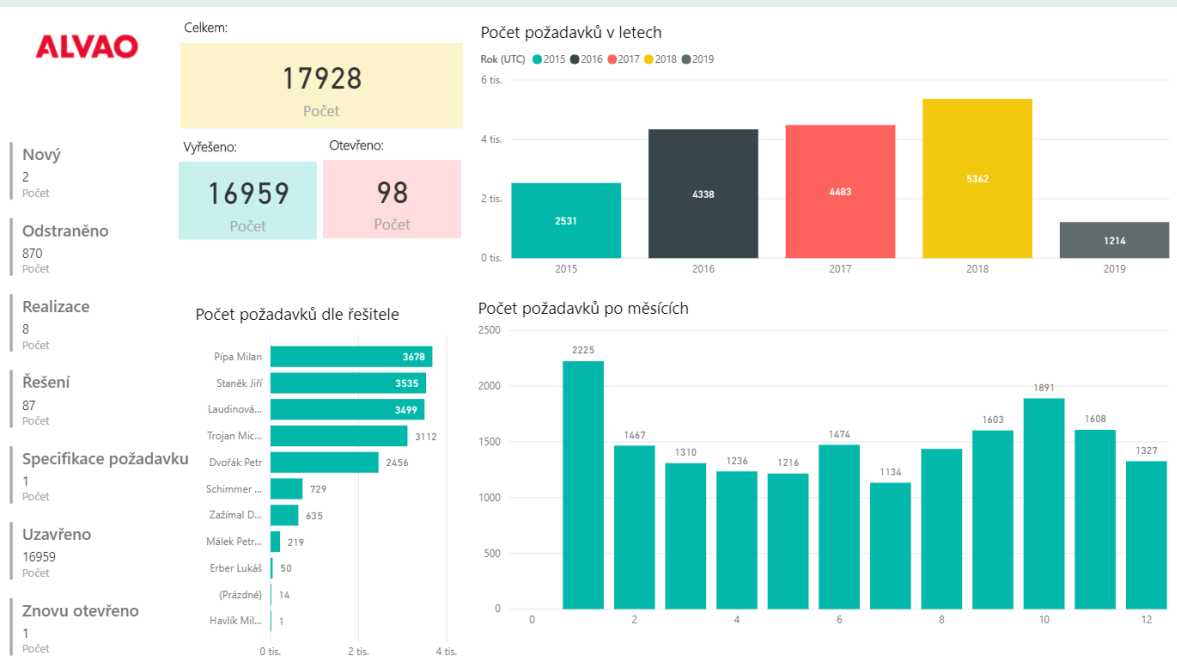 ALVAO
Celkem:
17928
Počet
Vyřešeno:
Otevřeno:
16959
Počet
98
Počet
Nový
2
Počet
Odstraněno
870
Počet
Realizace
8
Počet
Řešení
87
Počet
Specifikace požadavku
1
Počet
Uzavřeno
16959
Počet
Znovu otevřeno
1
Počet
Počet požadavků v letech
Rok (UTC) 2015 2016 2017 2018 2019
6 tis.
4 tis.
2 tis.
0 tis.
2531
4338
4483
5362
1214
2015 2016 2017 2018 2019
Počet požadavků dle řešitele
Pípa Milan 3678
Staněk Jiří 3535
Laudinová... 3499
Trojan Mic... 3112
Dvořák Petr 2456
Schimmer ... 729
Zažímal D... 635
Málek Petr... 219
Erber Lukáš 50
(Prázdné) 14
Havlík Mil... 1
0 tis. 2 tis. 4 tis.
Počet požadavků po měsících
2500
2000
1500
1000
500
0
2225
1467
1310
1236
1216
1474
1134
1603
1891
1608
1327
0 2 4 6 8 10 12